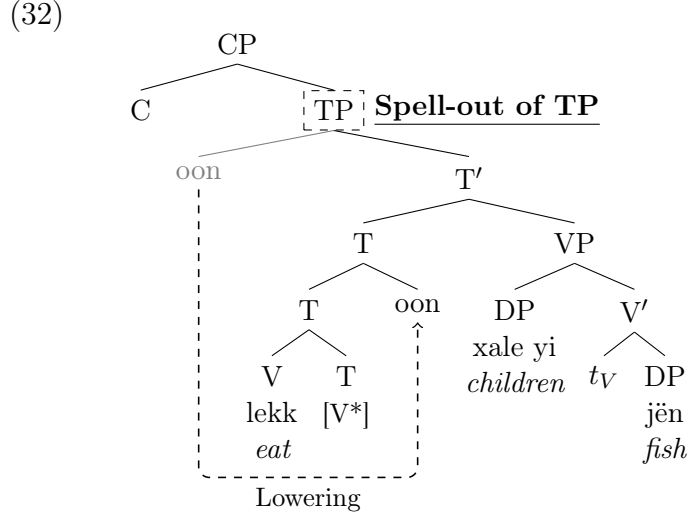 (32)
CP
C TP Spell-out of TP
oon T′
T VP
T oon DP V′
xale yi
children
V T t_V DP
lekk [V*] jën
eat fish
Lowering